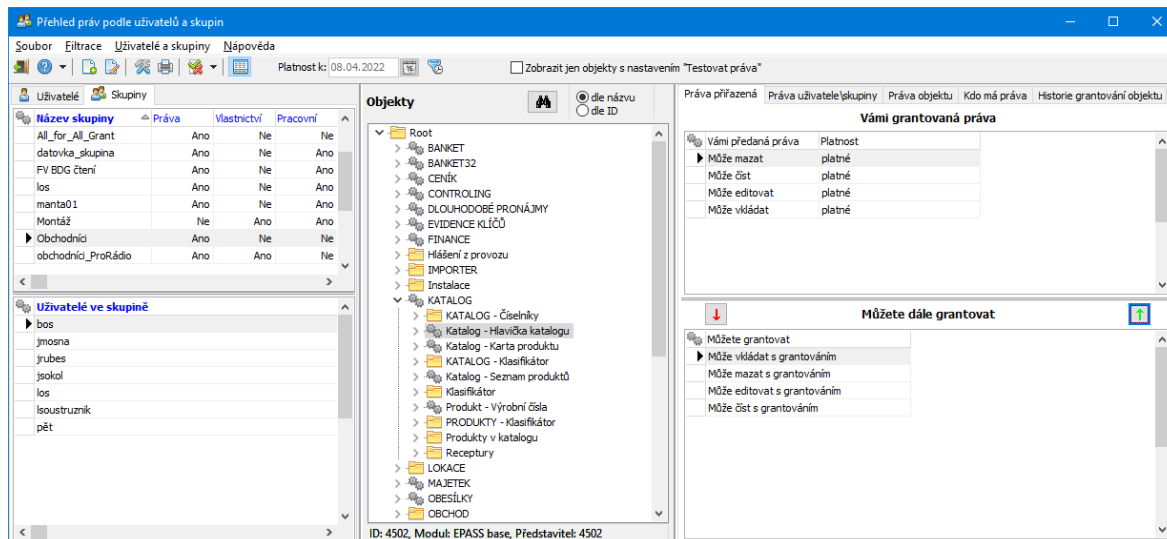 Přehled práv podle uživatelů a skupin
Soubor Filtrace Uživatelé a skupiny Nápověda
Platnost k: 08.04.2022 15 Zobrazit jen objekty s nastavením "Testovat práva"
Uživatelé Skupiny
Název skupiny Práva Vlastnictví Pracovní
All_for_All_Grant Ano Ne Ne
datovka_skupina Ano Ne Ano
FV BDG čtení Ano Ne Ano
los Ano Ne Ano
manta01 Ano Ne Ano
Montáž Ne Ano Ano
Obchodníci Ano Ne Ne
obchodníci_ProRádio Ano Ano Ne
Uživatelé ve skupině
bos
jmosna
jrubes
jsokol
los
lsoustruznik
pět
Objekty
dle názvu
dle ID
Root
BANKET
BANKET32
CENÍK
CONTROLING
DLOUHODOBÉ PRONÁJMY
EVIDENCE KLÍČŮ
FINANCE
Hlášení z provozu
IMPORTER
Instalace
KATALOG
KATALOG - Číselníky
Katalog - Hlavička katalogu
Katalog - Karta produktu
KATALOG - Klasifikátor
Katalog - Seznam produktů
Klasifikátor
Produkt - Výrobní čísla
PRODUKTY - Klasifikátor
Produkty v katalogu
Receptury
LOKACE
MAJETEK
OBESÍLKY
OBCHOD
ID: 4502, Modul: EPASS base, Představitel: 4502
Práva přiřazená Práva uživatele\skupiny Práva objektu Kdo má práva Historie grantování objektu
Vámi grantovaná práva
Vámi předaná práva Platnost
Může mazat platné
Může číst platné
Může editovat platné
Může vkládat platné
Můžete dále grantovat
Můžete grantovat
Může vkládat s grantováním
Může mazat s grantováním
Může editovat s grantováním
Může číst s grantováním